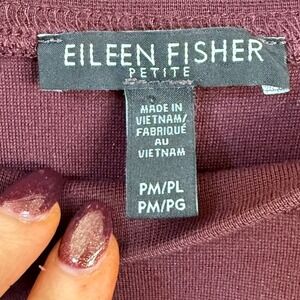 EILEEN FISHER
PETITE
MADE IN
VIETNAM/
FABRIQUÉ
AU
VIETNAM
PM/PL
PM/PG